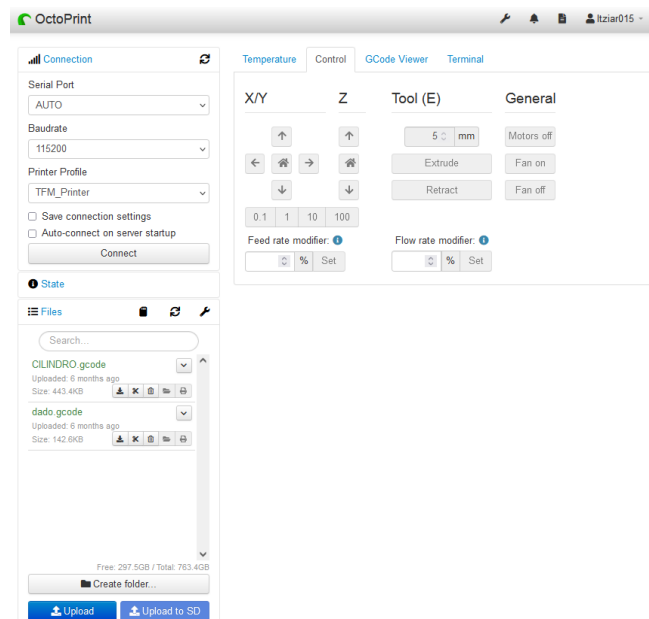 OctoPrint
Itziar015
Connection
Serial Port
AUTO
Baudrate
115200
Printer Profile
TFM_Printer
Save connection settings
Auto-connect on server startup
Connect
State
Files
Search...
CILINDRO.gcode
Uploaded: 6 months ago
Size: 443.4KB
dado.gcode
Uploaded: 6 months ago
Size: 142.6KB
Free: 297.5GB / Total: 763.4GB
Create folder...
Upload Upload to SD
Temperature Control GCode Viewer Terminal
X/Y Z Tool (E) General
5 mm Motors off
Extrude Fan on
Retract Fan off
0.1 1 10 100
Feed rate modifier: Flow rate modifier:
% Set % Set